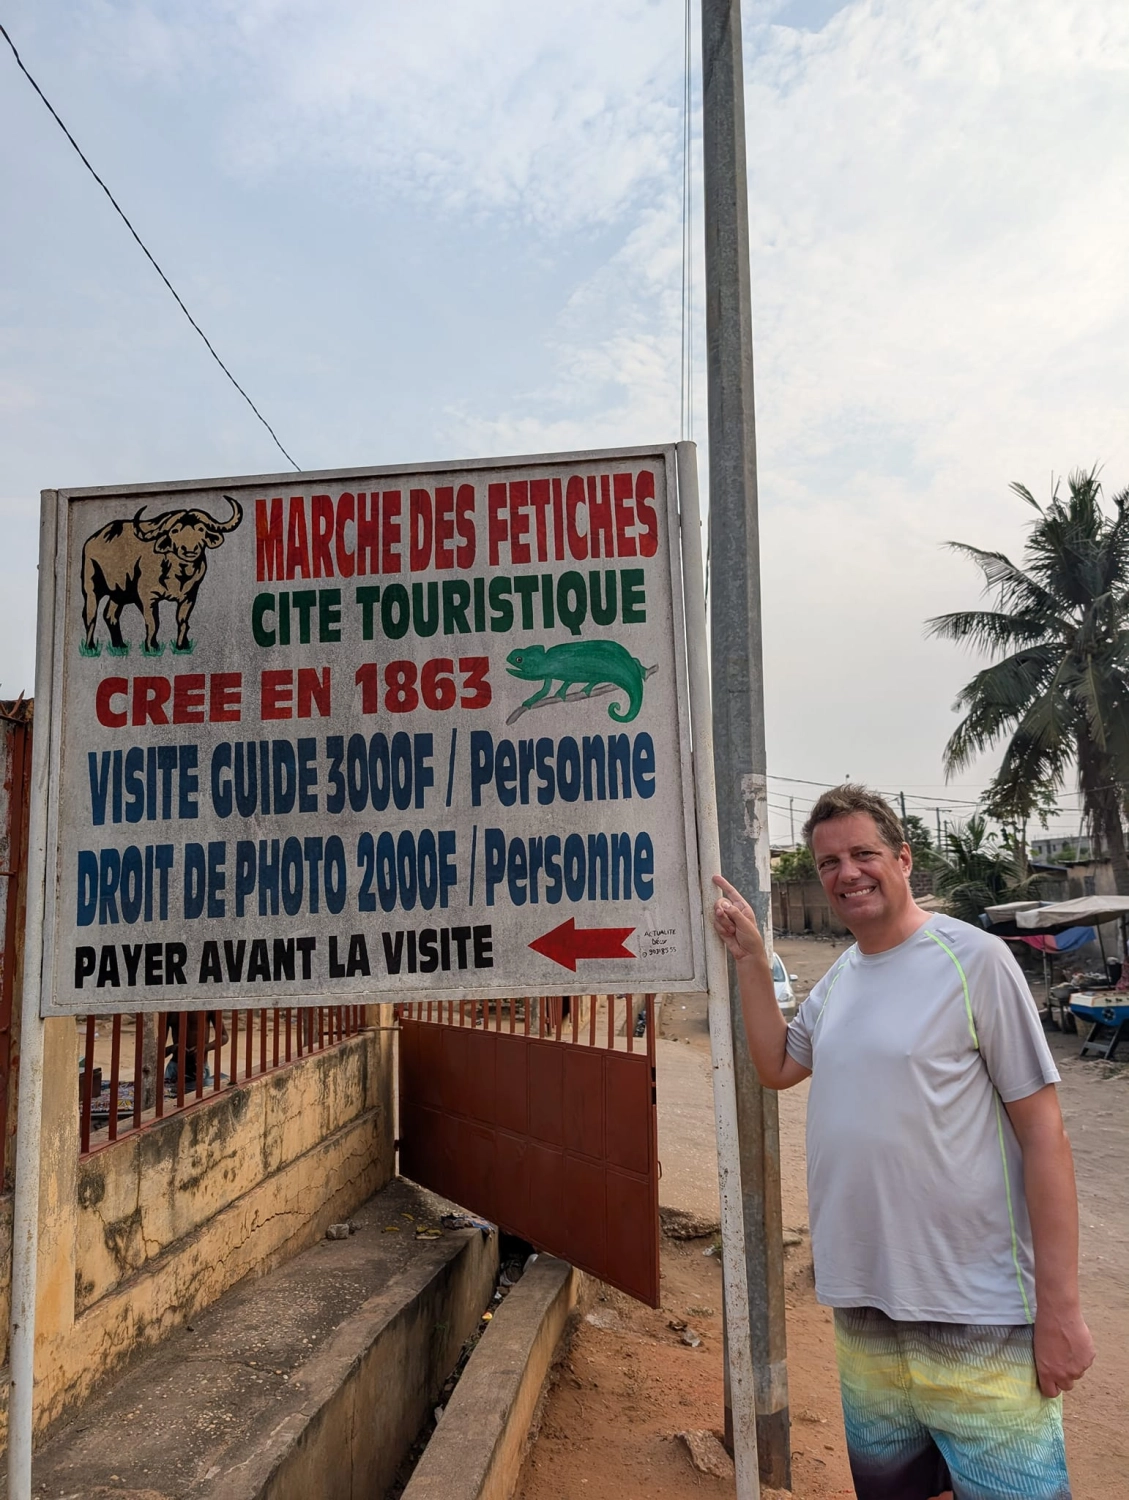 MARCHE DES FETICHES
CITE TOURISTIQUE
CREE EN 1863
VISITE GUIDE 3000F / Personne
DROIT DE PHOTO 2000F / Personne
PAYER AVANT LA VISITE
ACTUALITE